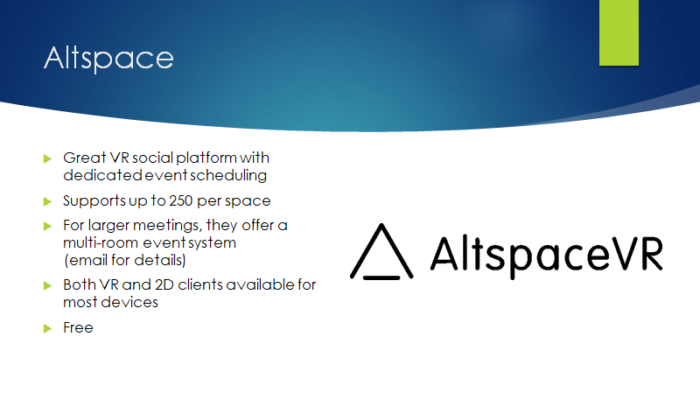 Altspace
Great VR social platform with
dedicated event scheduling
Supports up to 250 per space
For larger meetings, they offer a
multi-room event system
(email for details)
Both VR and 2D clients available for
most devices
Free
AltspaceVR